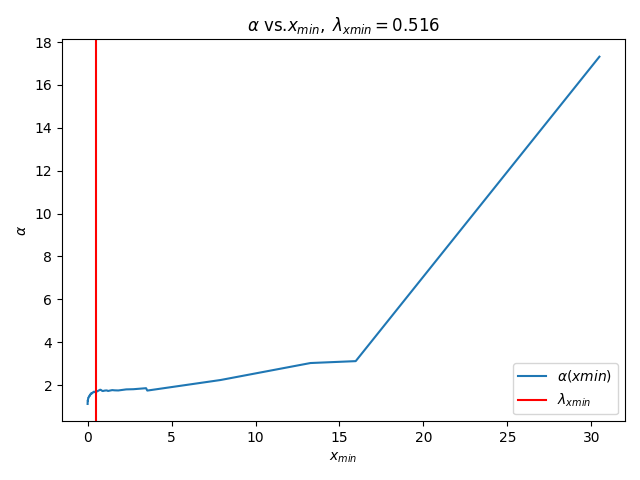 α vs.x_min, λ_xmin = 0.516
18
16
14
12
10
8
6
4
2
α
0 5 10 15 20 25 30
x_min
α(xmin)
λ_xmin